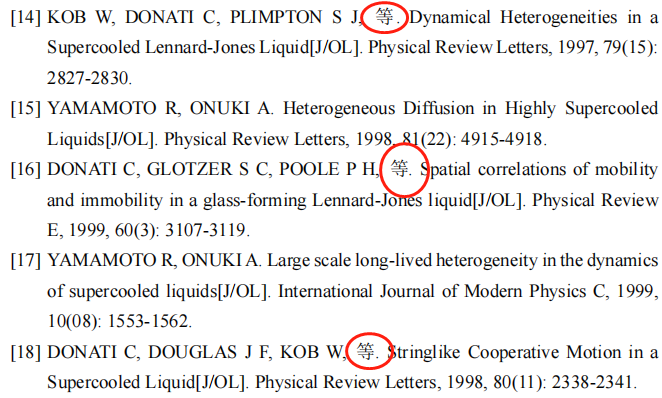 [14] KOB W, DONATI C, PLIMPTON S J, 等. Dynamical Heterogeneities in a
Supercooled Lennard-Jones Liquid[J/OL]. Physical Review Letters, 1997, 79(15):
2827-2830.
[15] YAMAMOTO R, ONUKI A. Heterogeneous Diffusion in Highly Supercooled
Liquids[J/OL]. Physical Review Letters, 1998, 81(22): 4915-4918.
[16] DONATI C, GLOTZER S C, POOLE P H, 等. Spatial correlations of mobility
and immobility in a glass-forming Lennard-Jones liquid[J/OL]. Physical Review
E, 1999, 60(3): 3107-3119.
[17] YAMAMOTO R, ONUKI A. Large scale long-lived heterogeneity in the dynamics
of supercooled liquids[J/OL]. International Journal of Modern Physics C, 1999,
10(08): 1553-1562.
[18] DONATI C, DOUGLAS J F, KOB W, 等. Stringlike Cooperative Motion in a
Supercooled Liquid[J/OL]. Physical Review Letters, 1998, 80(11): 2338-2341.